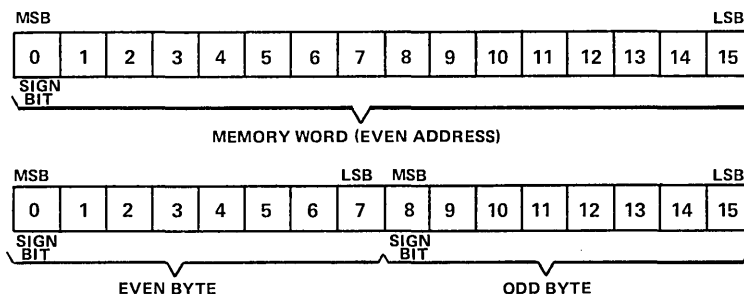 MSB LSB
0 1 2 3 4 5 6 7 8 9 10 11 12 13 14 15
SIGN
BIT
MEMORY WORD (EVEN ADDRESS)
MSB LSB MSB LSB
0 1 2 3 4 5 6 7 8 9 10 11 12 13 14 15
SIGN SIGN
BIT BIT
EVEN BYTE ODD BYTE